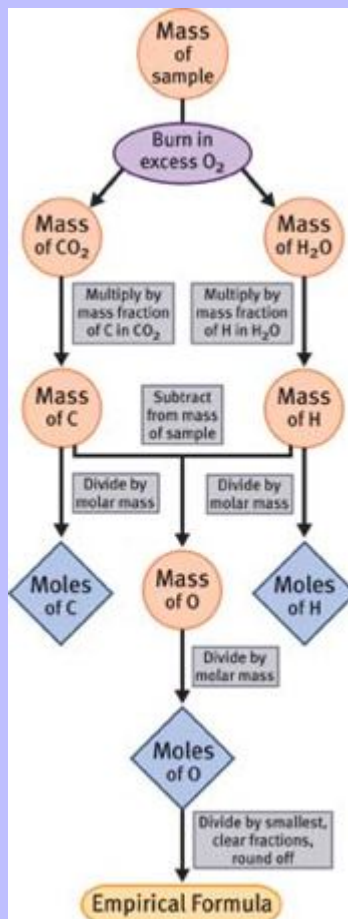 Mass
of
sample
Burn in
excess O₂
Mass
of CO₂
Mass
of H₂O
Multiply by
mass fraction
of C in CO₂
Multiply by
mass fraction
of H in H₂O
Mass
of C
Subtract
from mass
of sample
Mass
of H
Divide by
molar mass
Divide by
molar mass
Moles
of C
Mass
of O
Moles
of H
Divide by
molar mass
Moles
of O
Divide by smallest,
clear fractions,
round off
Empirical Formula